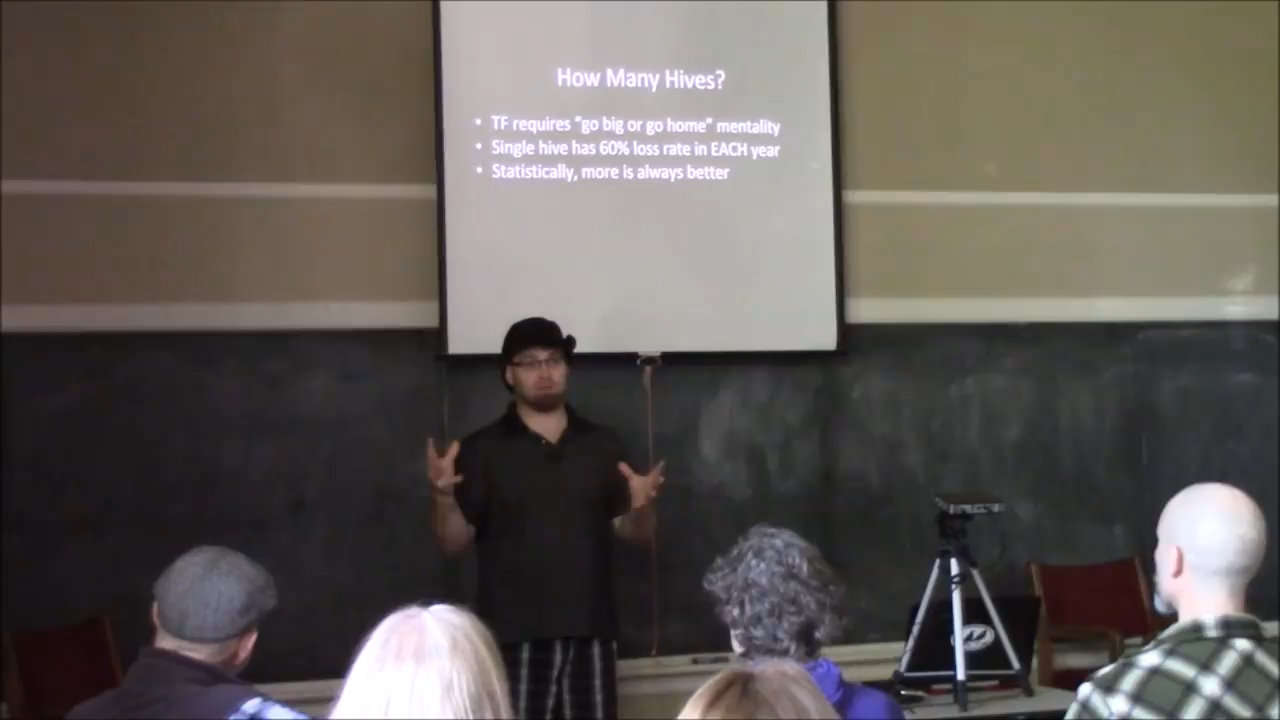 How Many Hives?
• TF requires "go big or go home" mentality
• Single hive has 60% loss rate in EACH year
• Statistically, more is always better